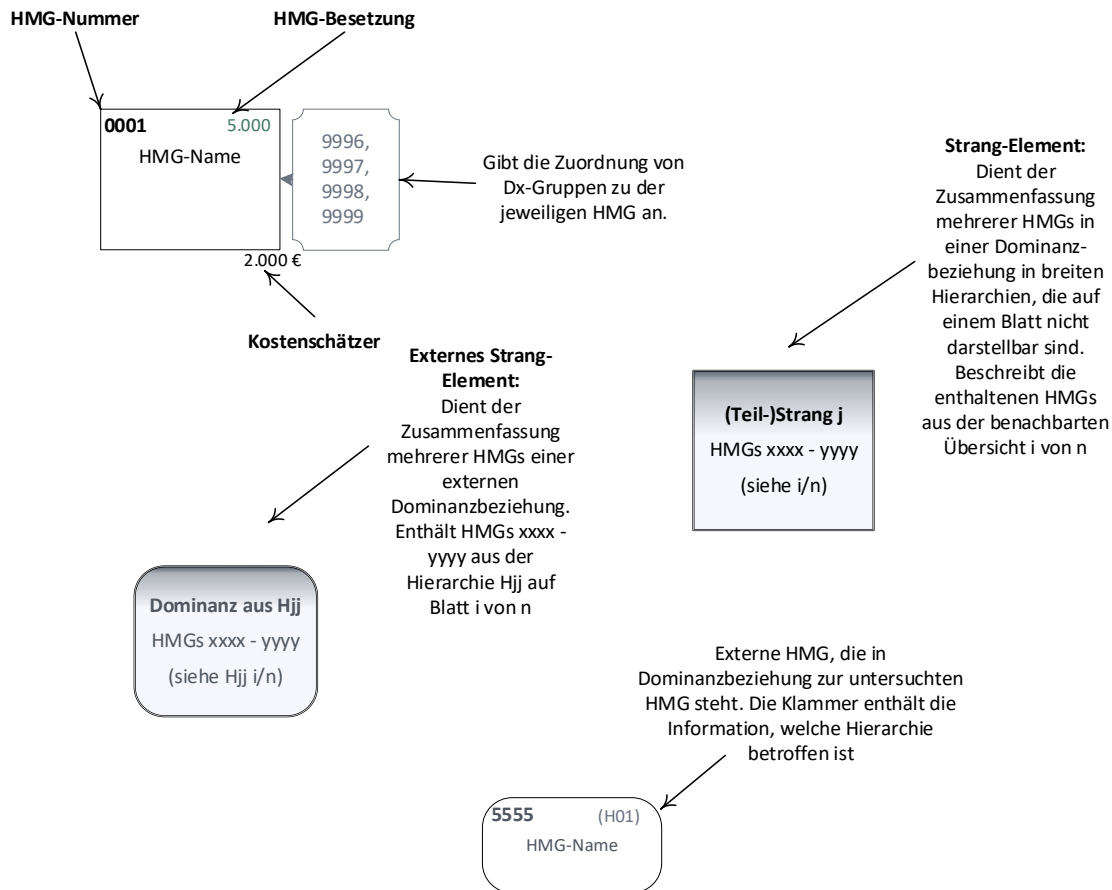 HMG-Nummer
HMG-Besetzung
0001
5.000
HMG-Name
9996,
9997,
9998,
9999
Gibt die Zuordnung von
Dx-Gruppen zu der
jeweiligen HMG an.
2.000 €
Kostenschätzer
Strang-Element:
Dient der
Zusammenfassung
mehrerer HMGs in
einer Dominanz-
beziehung in breiten
Hierarchien, die auf
einem Blatt nicht
darstellbar sind.
Beschreibt die
enthaltenen HMGs
aus der benachbarten
Übersicht i von n
Externes Strang-
Element:
Dient der
Zusammenfassung
mehrerer HMGs einer
externen
Dominanzbeziehung.
Enthält HMGs xxxx -
yyyy aus der
Hierarchie Hjj auf
Blatt i von n
(Teil-)Strang j
HMGs xxxx - yyyy
(siehe i/n)
Dominanz aus Hjj
HMGs xxxx - yyyy
(siehe Hjj i/n)
Externe HMG, die in
Dominanzbeziehung zur untersuchten
HMG steht. Die Klammer enthält die
Information, welche Hierarchie
betroffen ist
5555
(H01)
HMG-Name